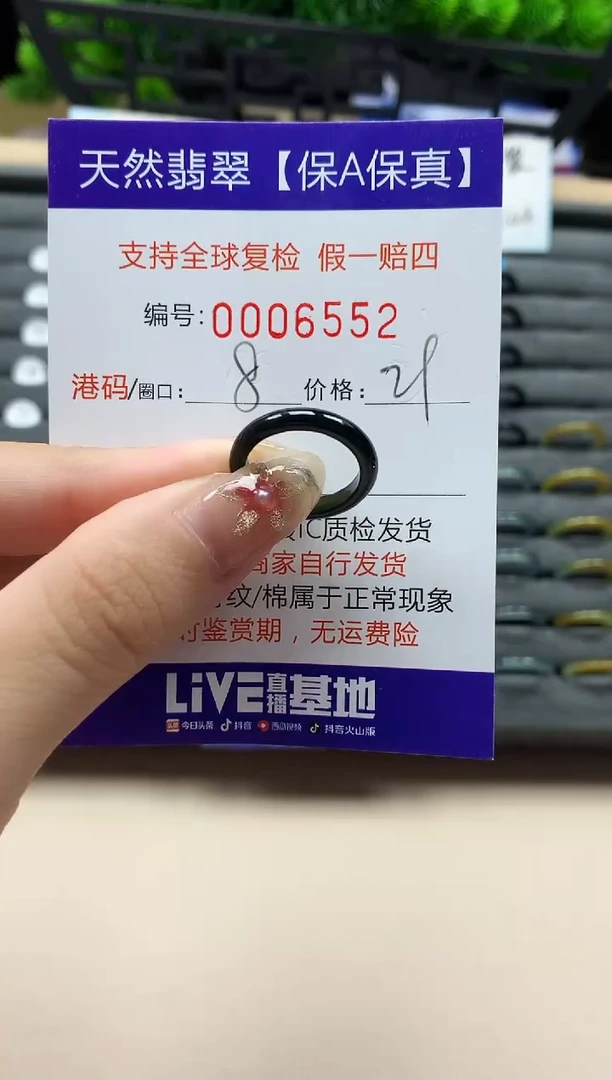 天然翡翠【保A保真】
支持全球复检 假一赔四
编号:0006552
港码/圈口: 8 价格: 21
IC质检发货
商家自行发货
纹/棉属于正常现象
鉴赏期，无运费险
LiVE直播基地
今日头条 抖音 西瓜视频 抖音火山版